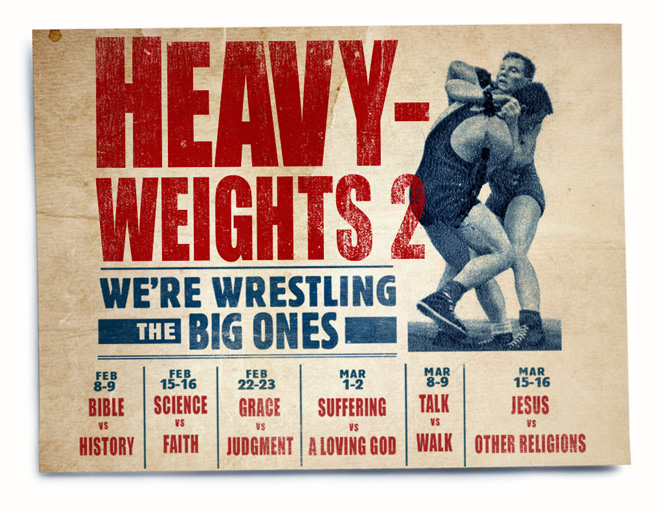 HEAVY-
WEIGHTS 2
WE'RE WRESTLING
THE BIG ONES
FEB
8-9
BIBLE
VS
HISTORY
FEB
15-16
SCIENCE
VS
FAITH
FEB
22-23
GRACE
VS
JUDGMENT
MAR
1-2
SUFFERING
VS
A LOVING GOD
MAR
8-9
TALK
VS
WALK
MAR
15-16
JESUS
VS
OTHER RELIGIONS